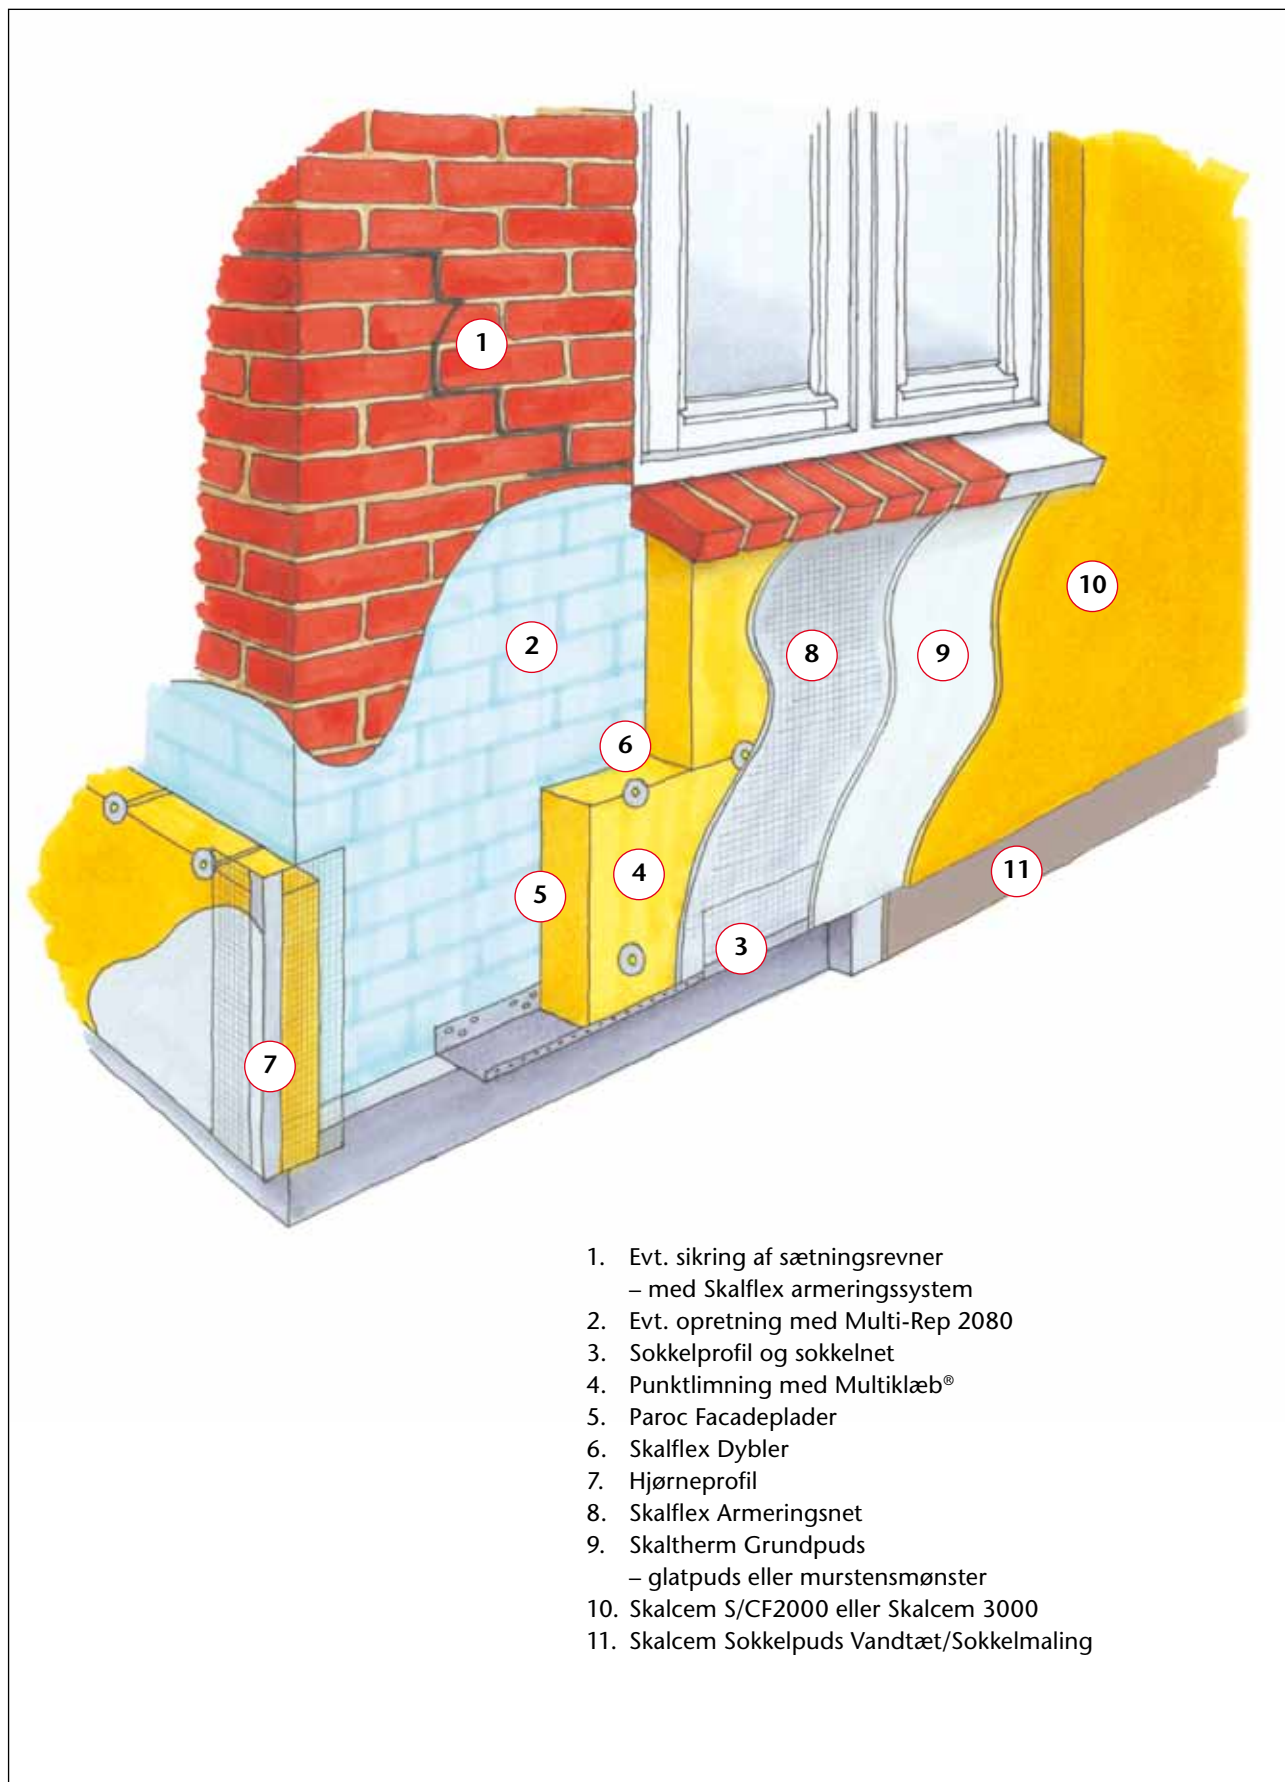 1
2
10
8
9
6
4
5
11
3
7
1. Evt. sikring af sætningsrevner
– med Skalflex armeringssystem
2. Evt. opretning med Multi-Rep 2080
3. Sokkelprofil og sokkelnet
4. Punktlimning med Multiklæb®
5. Paroc Facadeplader
6. Skalflex Dybler
7. Hjørneprofil
8. Skalflex Armeringsnet
9. Skaltherm Grundpuds
– glatpuds eller murstensmønster
10. Skalcem S/CF2000 eller Skalcem 3000
11. Skalcem Sokkelpuds Vandtæt/Sokkelmaling